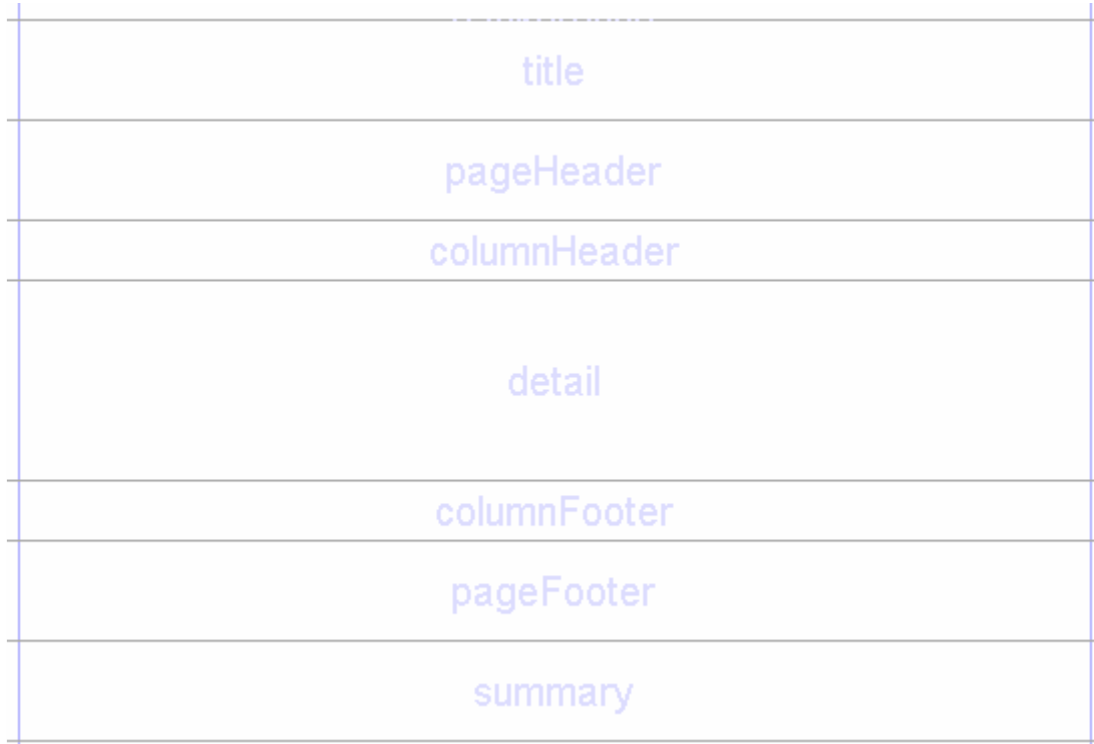 title
pageHeader
columnHeader
detail
columnFooter
pageFooter
summary